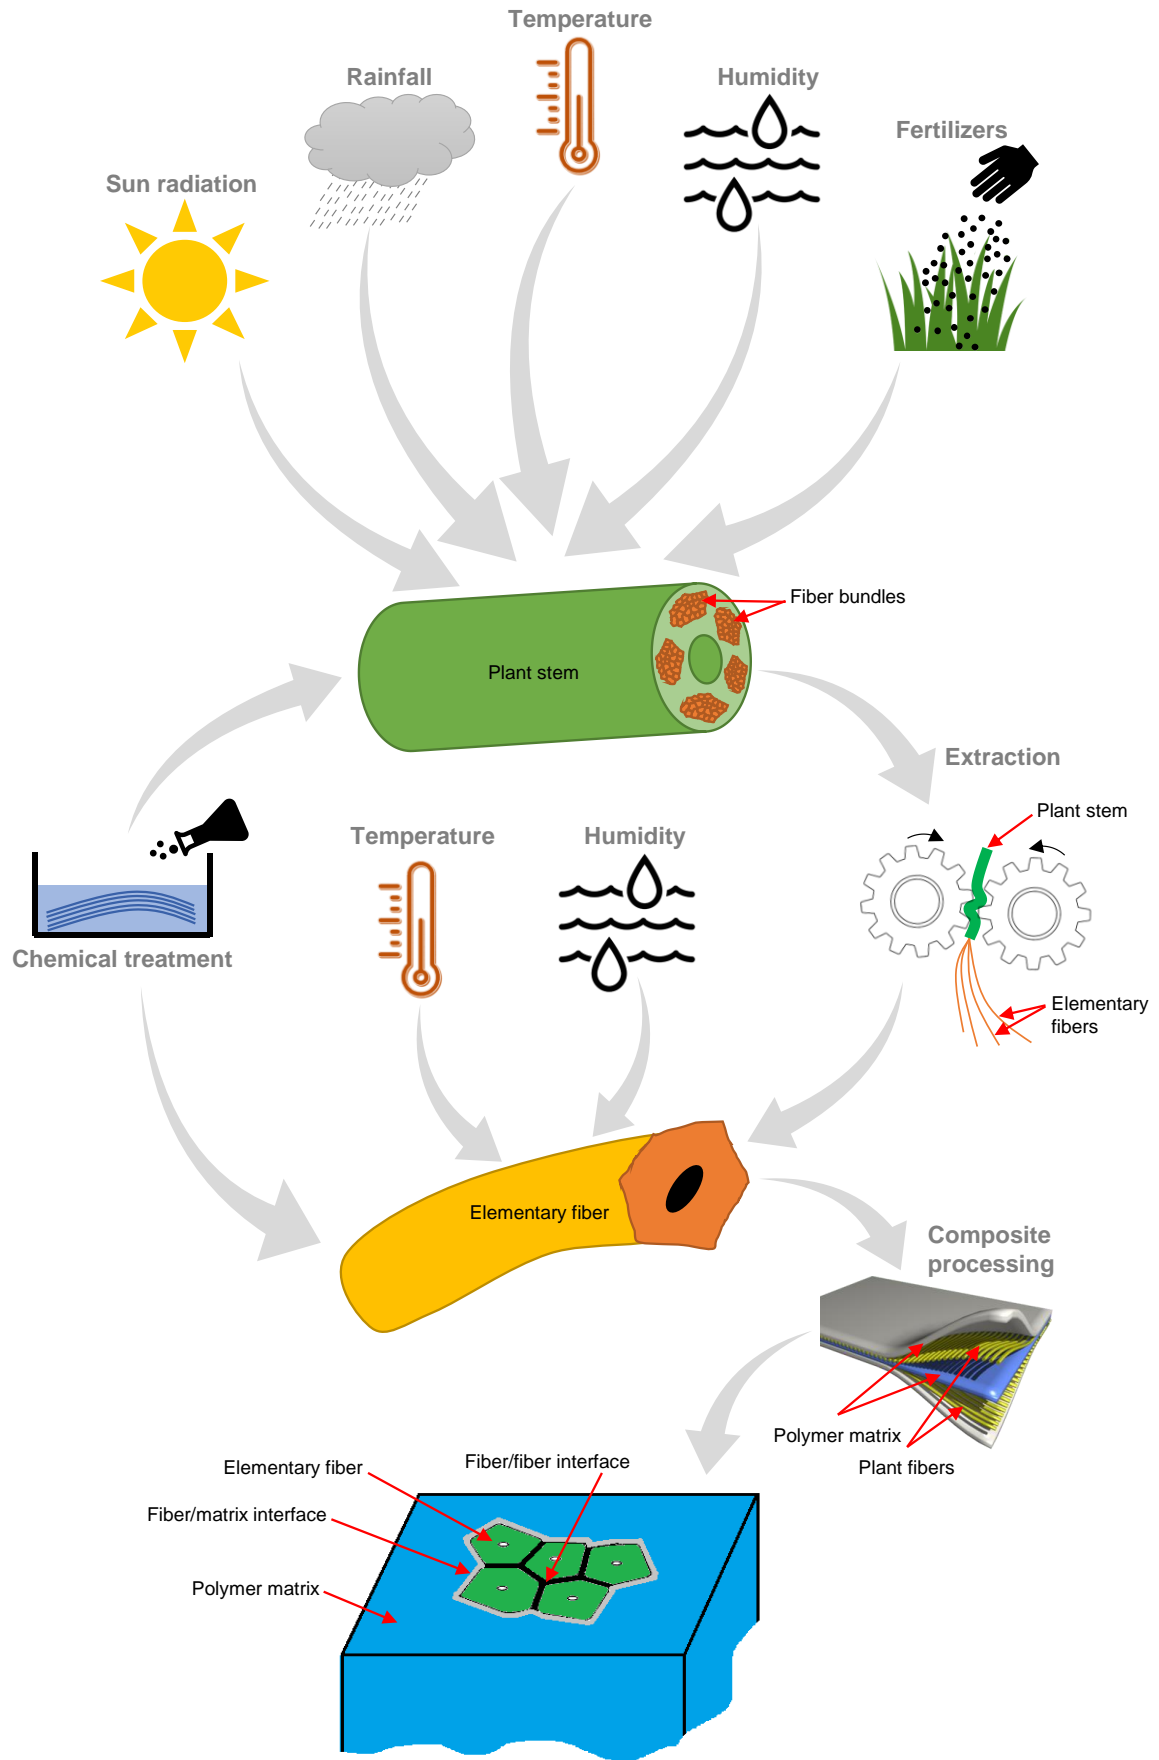 Temperature
Rainfall
Humidity
Fertilizers
Sun radiation
Fiber bundles
Plant stem
Extraction
Plant stem
Temperature
Humidity
Chemical treatment
Elementary
fibers
Elementary fiber
Composite
processing
Polymer matrix
Plant fibers
Fiber/fiber interface
Elementary fiber
Fiber/matrix interface
Polymer matrix